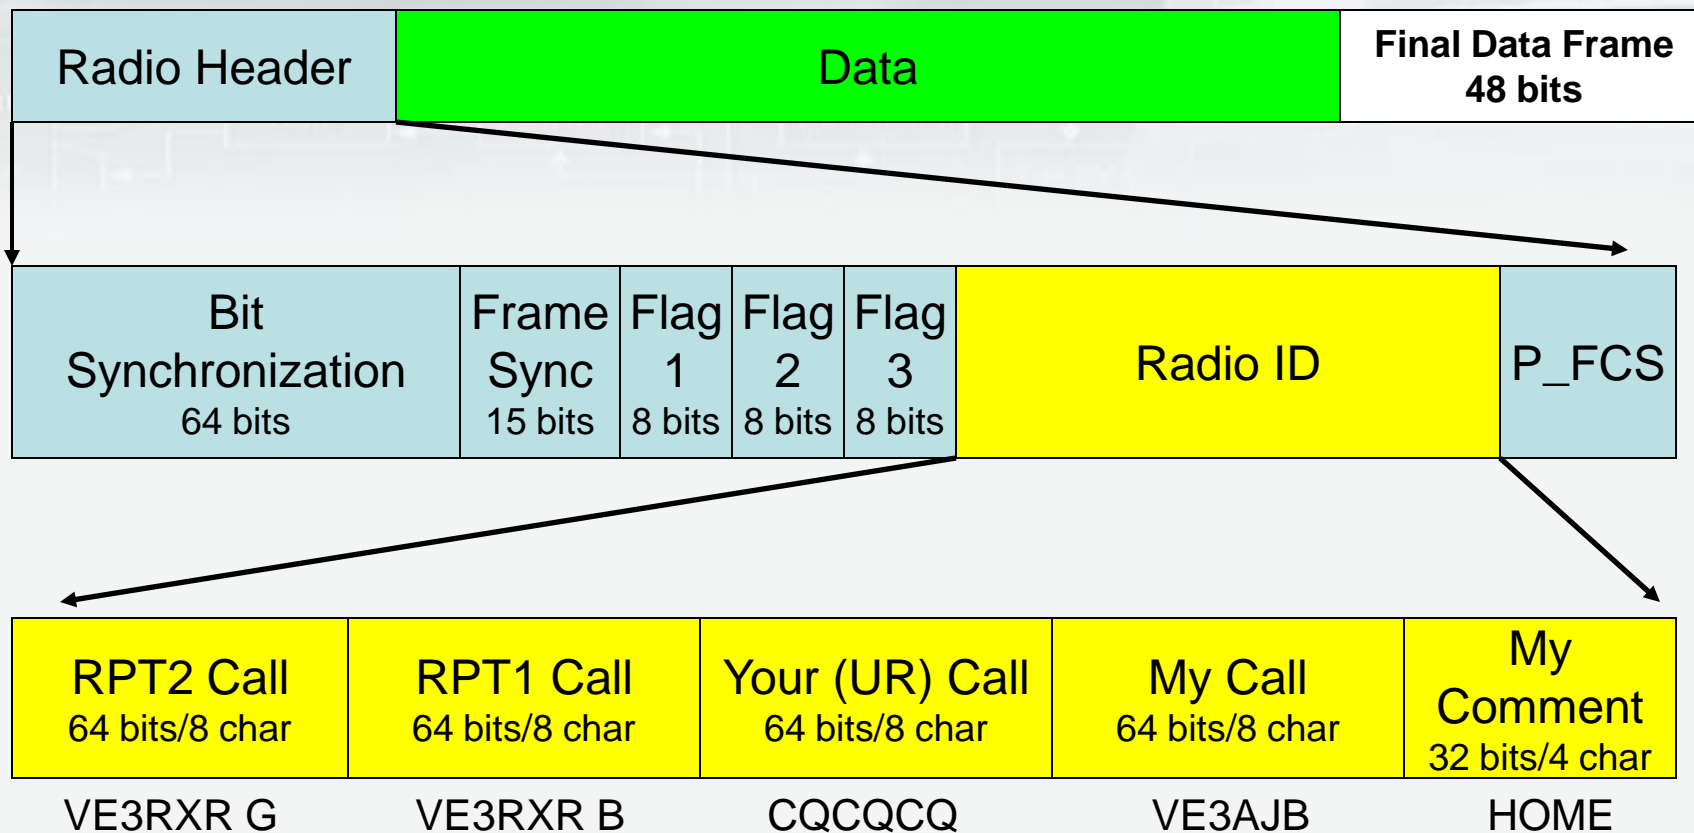 Radio Header
Data
Final Data Frame
48 bits
Bit
Synchronization
64 bits
Frame
Sync
15 bits
Flag
1
8 bits
Flag
2
8 bits
Flag
3
8 bits
Radio ID
P_FCS
RPT2 Call
64 bits/8 char
RPT1 Call
64 bits/8 char
Your (UR) Call
64 bits/8 char
My Call
64 bits/8 char
My
Comment
32 bits/4 char
VE3RXR G
VE3RXR B
CQCQCQ
VE3AJB
HOME